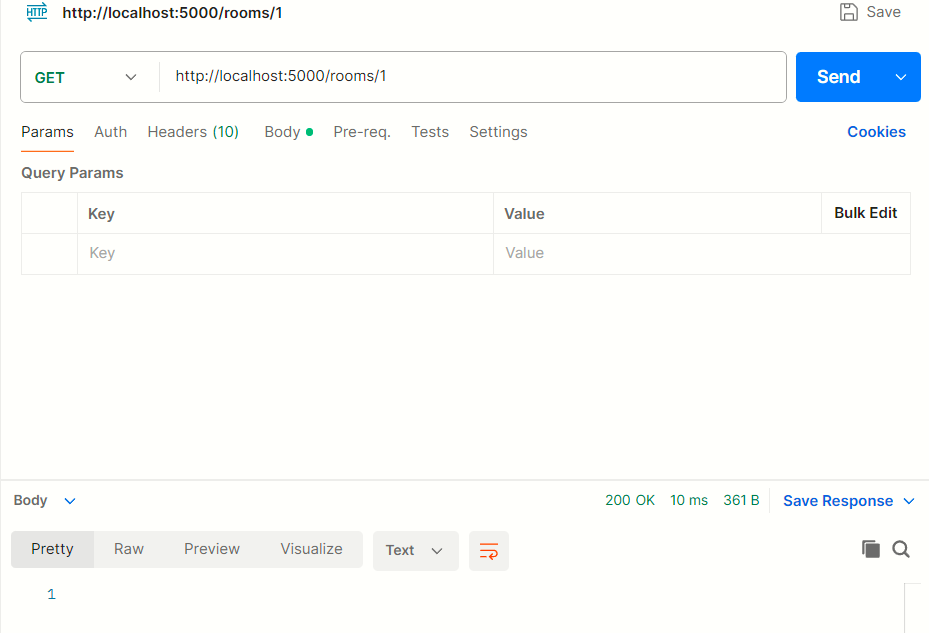 HTTP http://localhost:5000/rooms/1 Save
GET http://localhost:5000/rooms/1 Send
Params Auth Headers (10) Body Pre-req. Tests Settings Cookies
Query Params
Key Value Bulk Edit
Key Value
Body 200 OK 10 ms 361 B Save Response
Pretty Raw Preview Visualize Text
1